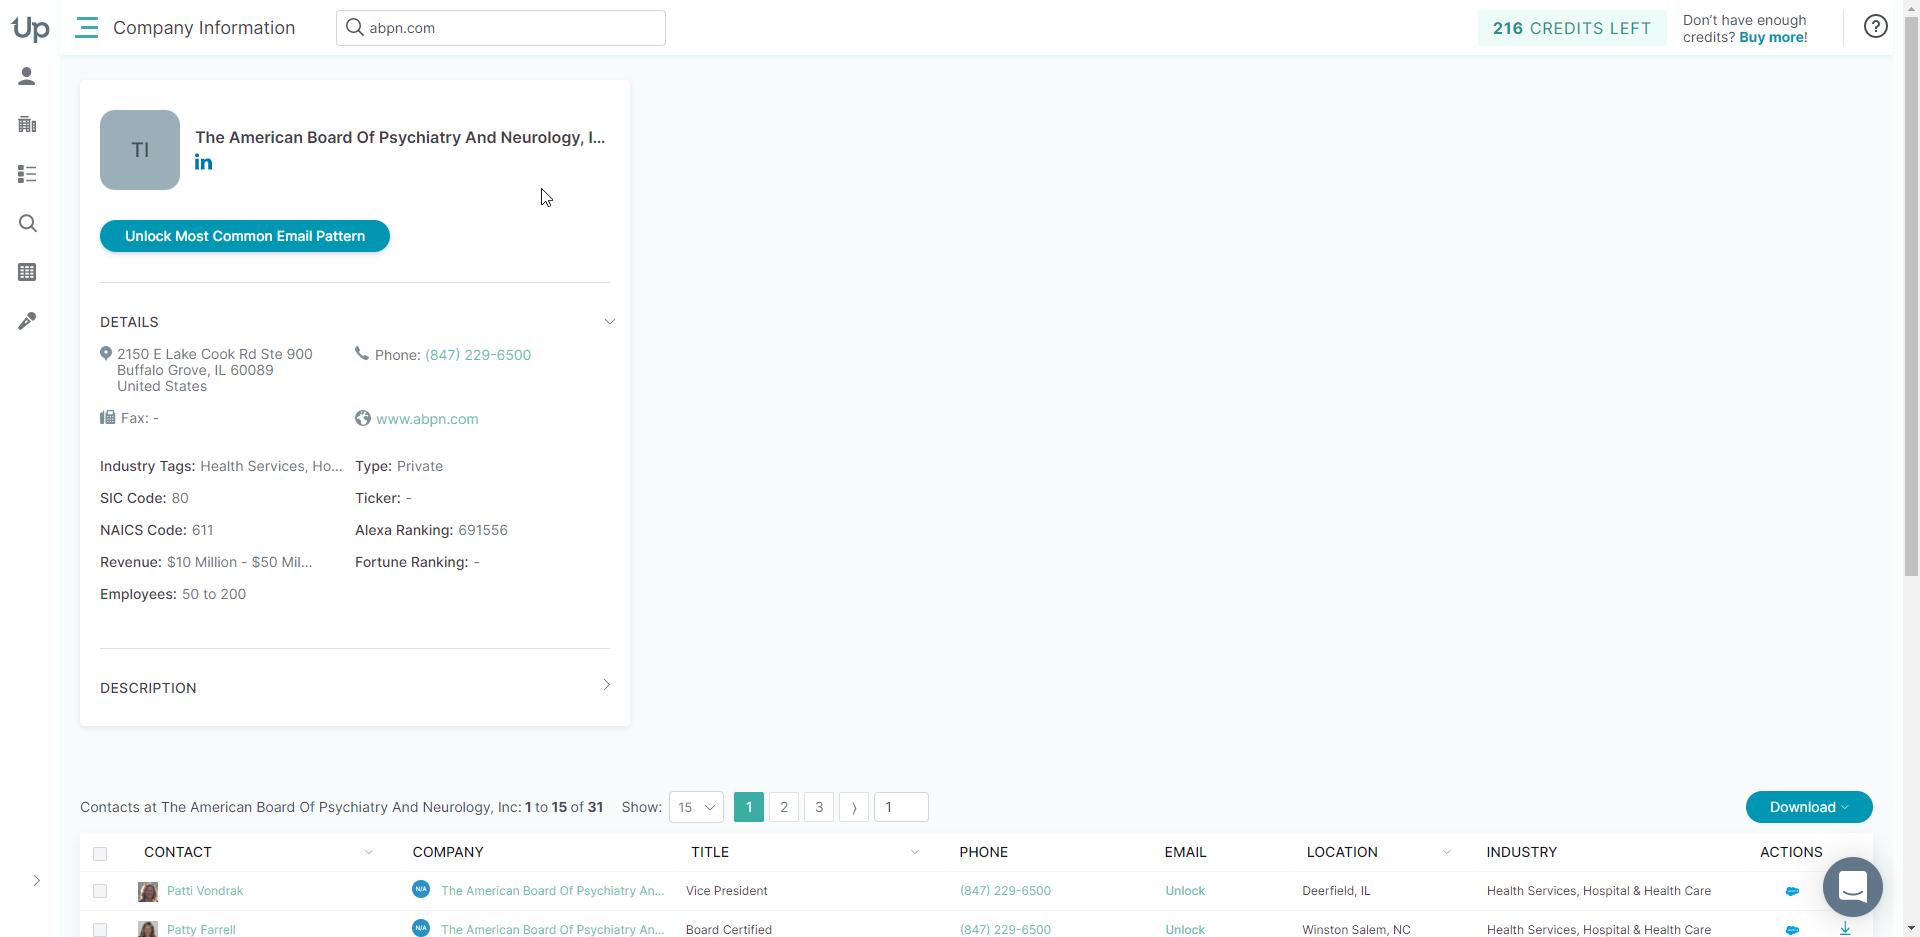 Up
Company Information
abpn.com
216 CREDITS LEFT
Don't have enough
credits? Buy more!
?
TI
The American Board Of Psychiatry And Neurology, I...
in
Unlock Most Common Email Pattern
DETAILS
2150 E Lake Cook Rd Ste 900
Buffalo Grove, IL 60089
United States
Phone: (847) 229-6500
Fax: -
www.abpn.com
Industry Tags: Health Services, Ho...
Type: Private
SIC Code: 80
Ticker: -
NAICS Code: 611
Alexa Ranking: 691556
Revenue: $10 Million - $50 Mil...
Fortune Ranking: -
Employees: 50 to 200
DESCRIPTION
Contacts at The American Board Of Psychiatry And Neurology, Inc: 1 to 15 of 31 Show: 15 1 2 3 ⟩ 1
Download
CONTACT COMPANY TITLE PHONE EMAIL LOCATION INDUSTRY ACTIONS
Patti Vondrak N/A The American Board Of Psychiatry An... Vice President (847) 229-6500 Unlock Deerfield, IL Health Services, Hospital & Health Care
Patty Farrell N/A The American Board Of Psychiatry An... Board Certified (847) 229-6500 Unlock Winston Salem, NC Health Services, Hospital & Health Care